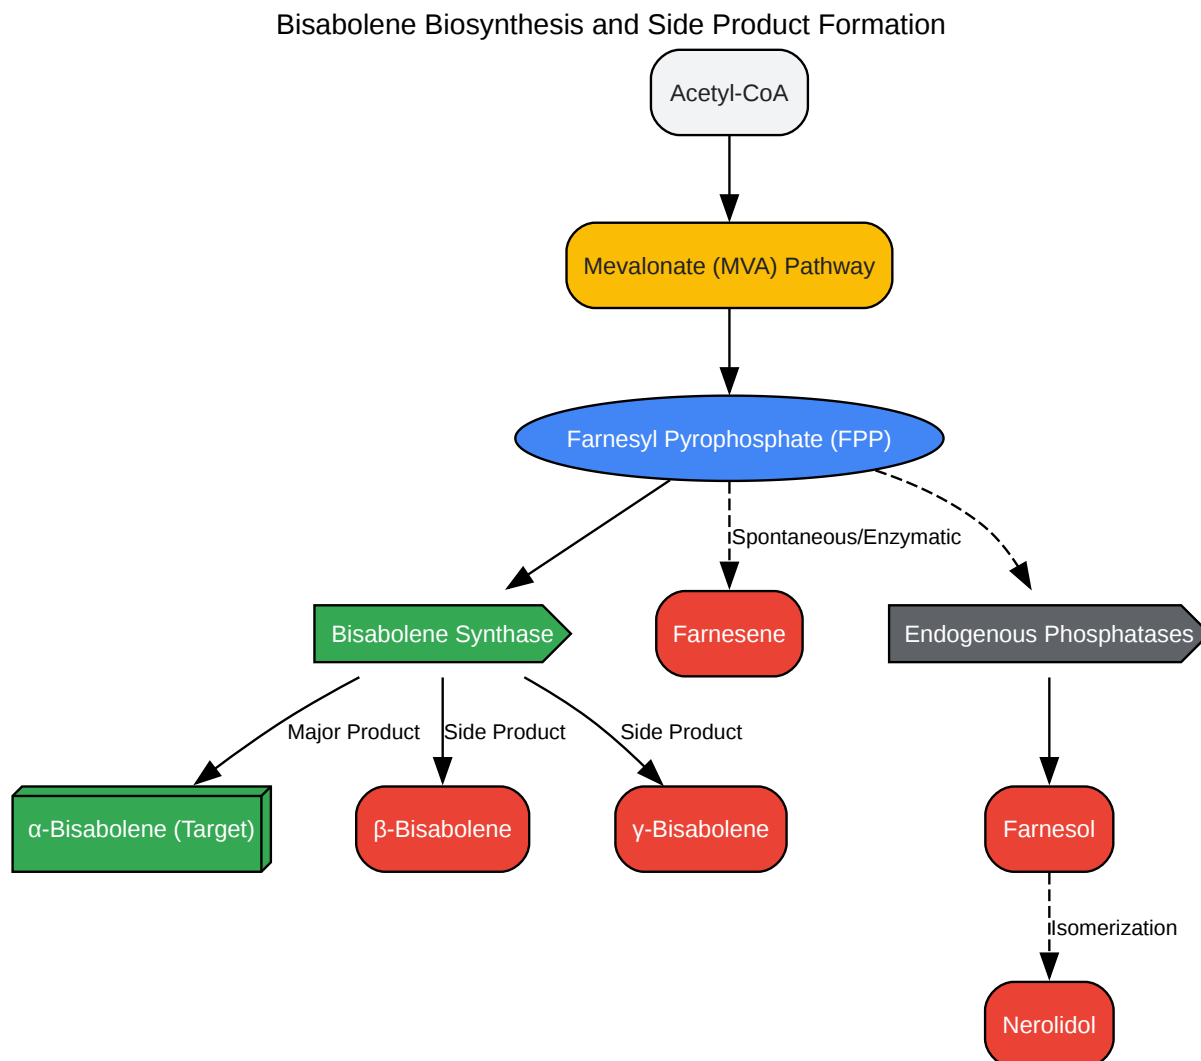 Bisabolene Biosynthesis and Side Product Formation
Acetyl-CoA
Mevalonate (MVA) Pathway
Farnesyl Pyrophosphate (FPP)
Spontaneous/Enzymatic
Bisabolene Synthase
Farnesene
Endogenous Phosphatases
Major Product
Side Product
Side Product
α-Bisabolene (Target)
β-Bisabolene
γ-Bisabolene
Farnesol
Isomerization
Nerolidol